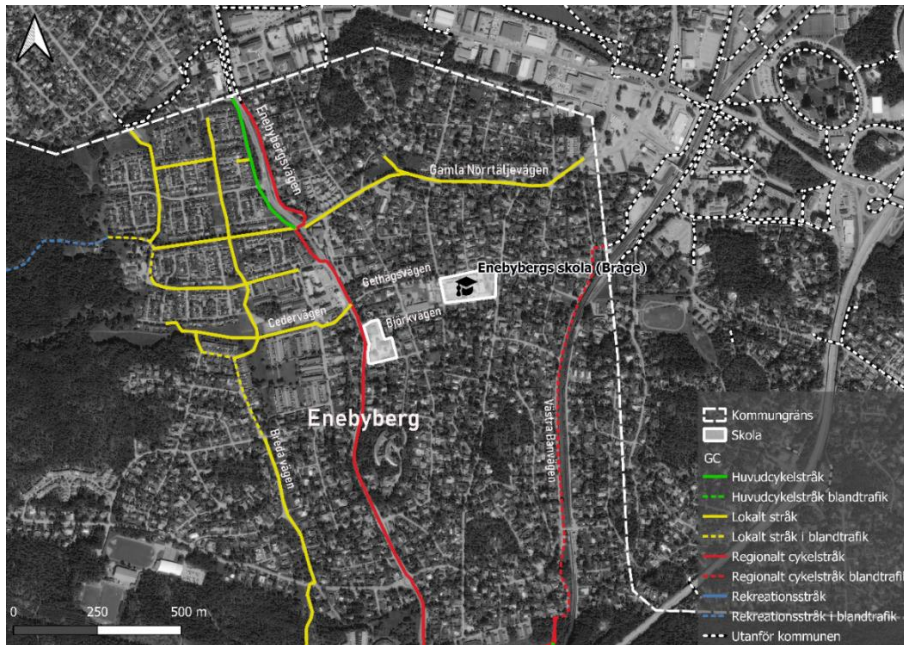 Enebybergsvägen
Gamla Norrtäljevägen
Enebybergs skola (Brage)
Gethagsvägen
Björkvägen
Cedervägen
Enebyberg
Västra Banvägen
Breda vägen
Kommungräns
Skola
GC
Huvudcykelstråk
Huvudcykelstråk blandtrafik
Lokalt stråk
Lokalt stråk i blandtrafik
Regionalt cykelstråk
Regionalt cykelstråk blandtrafik
Rekreationsstråk
Rekreationsstråk i blandtrafik
Utanför kommunen
0 250 500 m